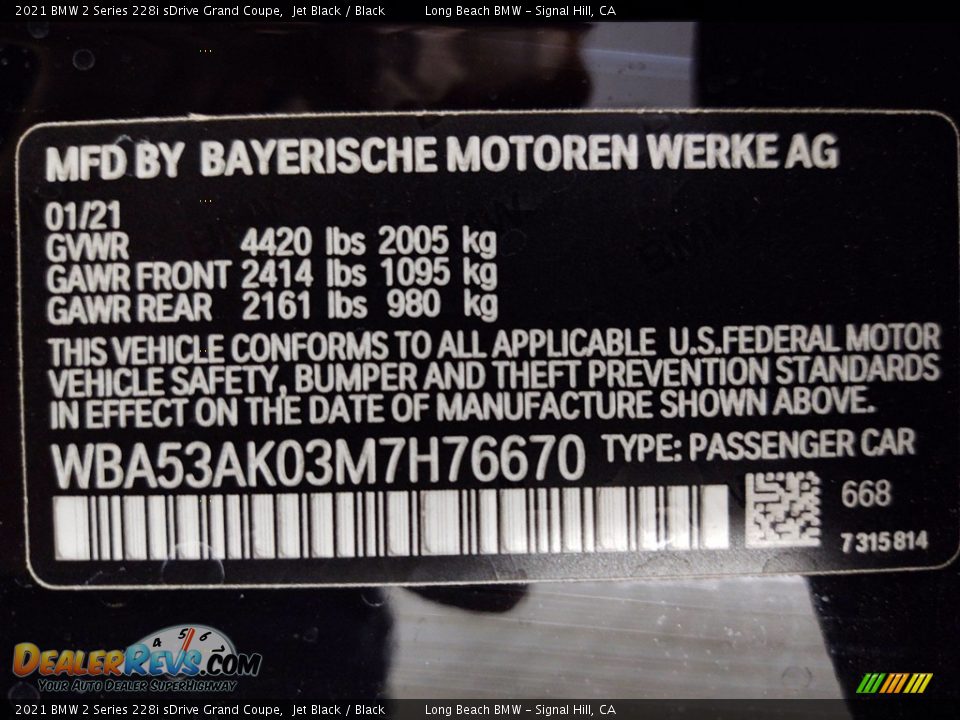 2021 BMW 2 Series 228i sDrive Grand Coupe, Jet Black / Black Long Beach BMW - Signal Hill, CA
MFD BY BAYERISCHE MOTOREN WERKE AG
01/21
GVWR 4420 lbs 2005 kg
GAWR FRONT 2414 lbs 1095 kg
GAWR REAR 2161 lbs 980 kg
THIS VEHICLE CONFORMS TO ALL APPLICABLE U.S.FEDERAL MOTOR
VEHICLE SAFETY, BUMPER AND THEFT PREVENTION STANDARDS
IN EFFECT ON THE DATE OF MANUFACTURE SHOWN ABOVE.
WBA53AK03M7H76670 TYPE: PASSENGER CAR
668
7315814
4 5 6
DEALERREVS.COM
YOUR AUTO DEALER SUPERHIGHWAY
2021 BMW 2 Series 228i sDrive Grand Coupe, Jet Black / Black Long Beach BMW - Signal Hill, CA